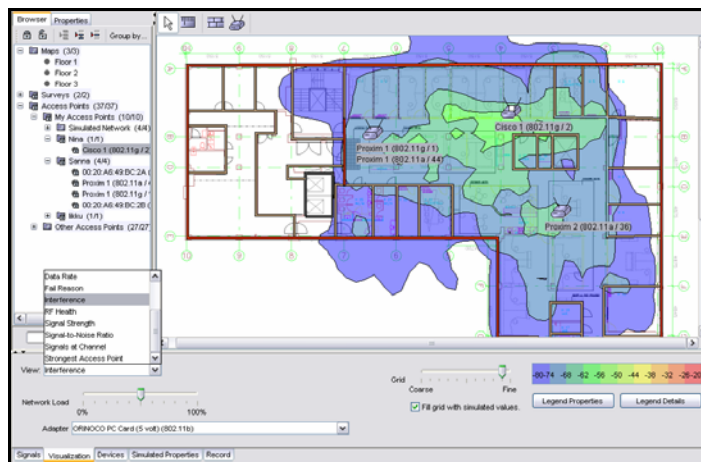 Browser Properties
Group by...
Maps (3/3)
Floor 1
Floor 2
Floor 3
Surveys (2/2)
Access Points (37/37)
My Access Points (10/10)
Simulated Network (4/4)
Nina (1/1)
Cisco 1 (802.11g / 2
Sanna (4/4)
00:20:A6:49:BC:2A (
Proxim 1 (802.11a / 4
Proxim 1 (802.11g / 1
00:20:A6:49:BC:2B (
Ilkku (1/1)
Other Access Points (27/27)
Cisco 1 (802.11g / 2)
Proxim 1 (802.11g / 1)
Proxim 1 (802.11a / 44)
Proxim 2 (802.11a / 36)
Data Rate
Fail Reason
Interference
RF Health
Signal Strength
Signal-to-Noise Ratio
Signals at Channel
Strongest Access Point
View: Interference
Network Load
0% 100%
Adapter ORiNOCO PC Card (5 volt) (802.11b)
Grid
Coarse Fine
Fill grid with simulated values.
-80 -74 -68 -62 -56 -50 -44 -38 -32 -26 -20
Legend Properties Legend Details
Signals Visualization Devices Simulated Properties Record